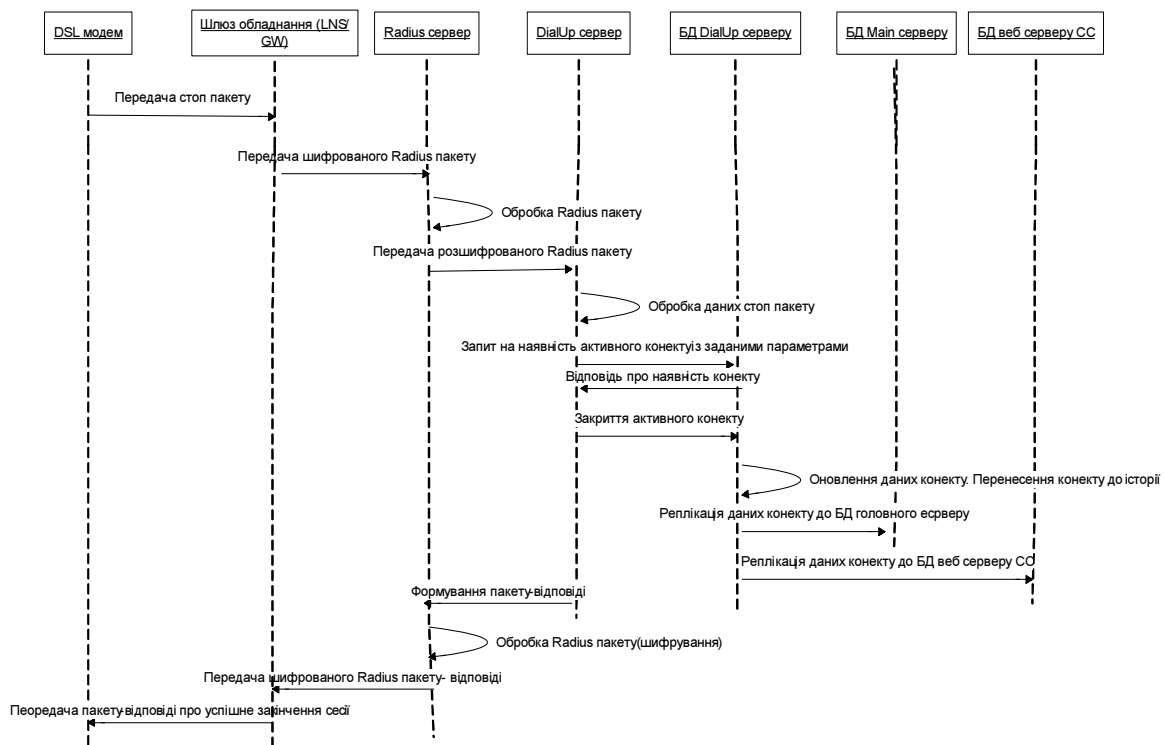 DSL модем
Шлюз обладнання (LNS/
GW)
Radius сервер
DialUp сервер
БД DialUp серверу
БД Main серверу
БД веб серверу СС
Передача стоп пакету
Передача шифрованого Radius пакету
Обробка Radius пакету
Передача розшифрованого Radius пакету
Обробка даних стоп пакету
Запит на наявність активного конектуіз заданими параметрами
Відповідь про наявність конекту
Закриття активного конекту
Оновлення даних конекту. Перенесення конекту до історії
Реплікація даних конекту до БД головного есрверу
Реплікація даних конекту до БД веб серверу СС
Формування пакету-відповіді
Обробка Radius пакету(шифрування)
Передача шифрованого Radius пакету- відповіді
Пеоредача пакету-відповіді про успішне закінчення сесії